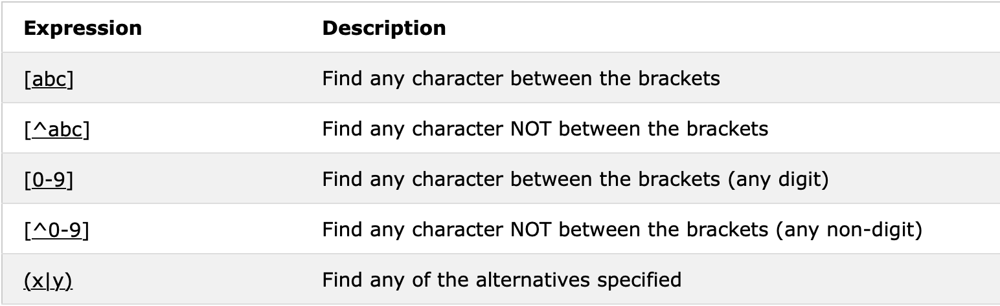 Expression Description
[abc] Find any character between the brackets
[^abc] Find any character NOT between the brackets
[0-9] Find any character between the brackets (any digit)
[^0-9] Find any character NOT between the brackets (any non-digit)
(x|y) Find any of the alternatives specified